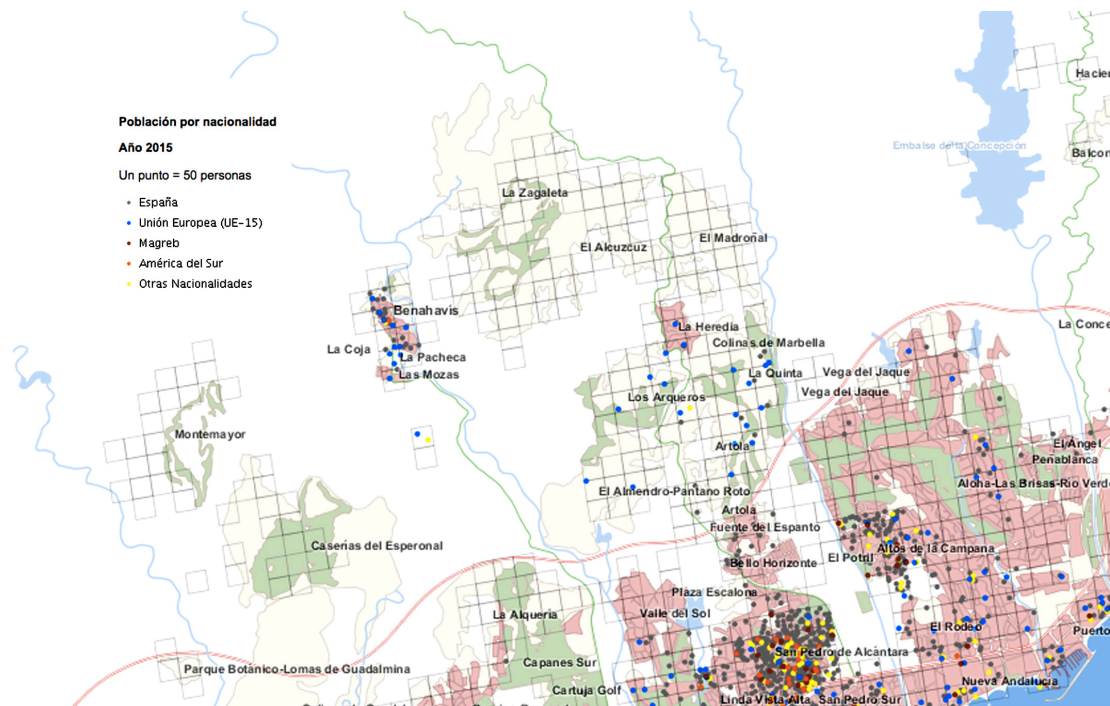 Población por nacionalidad
Año 2015
Un punto = 50 personas
España
Unión Europea (UE-15)
Magreb
América del Sur
Otras Nacionalidades
Hacien
Embalse de la Concepción
Balcon
La Zagaleta
El Alcuzcuz
El Madroñal
Benahavis
La Heredia
La Conce
La Coja
La Pacheca
Colinas de Marbella
Las Mozas
La Quinta
Vega del Jaque
Vega del Jaque
Los Arqueros
Montemayor
Artola
El Ángel
Peñablanca
Aloha-Las Brisas-Río Verde
El Almendro-Pantano Roto
Artola
Fuente del Espanto
Caserías del Esperonal
El Potril
Altos de la Campana
Bello Horizonte
Plaza Escalona
La Alquería
Valle del Sol
El Rodeo
Puerto
San Pedro de Alcántara
Capanes Sur
Parque Botánico-Lomas de Guadalmina
Nueva Andalucía
Cartuja Golf
Linda Vista Alta
San Pedro Sur